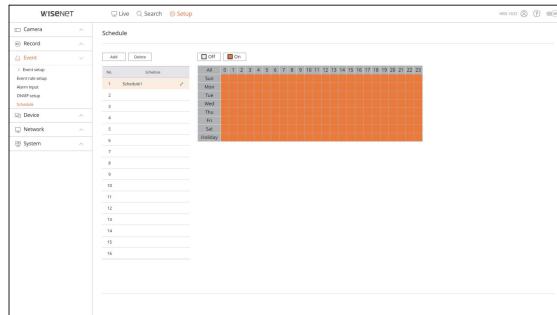 WISENET Live Search Setup
Camera
Schedule
Record
Event
Add Delete Off On
Event setup
Event rule setup
Alarm input
DIVAP setup
Schedule
No. Schedule
All 0 1 2 3 4 5 6 7 8 9 10 11 12 13 14 15 16 17 18 19 20 21 22 23
Sun
Mon
Tue
Wed
Thu
Fri
Sat
Holiday
1 Schedule1
2
3
4
5
6
7
8
9
10
11
12
13
14
15
16
Device
Network
System